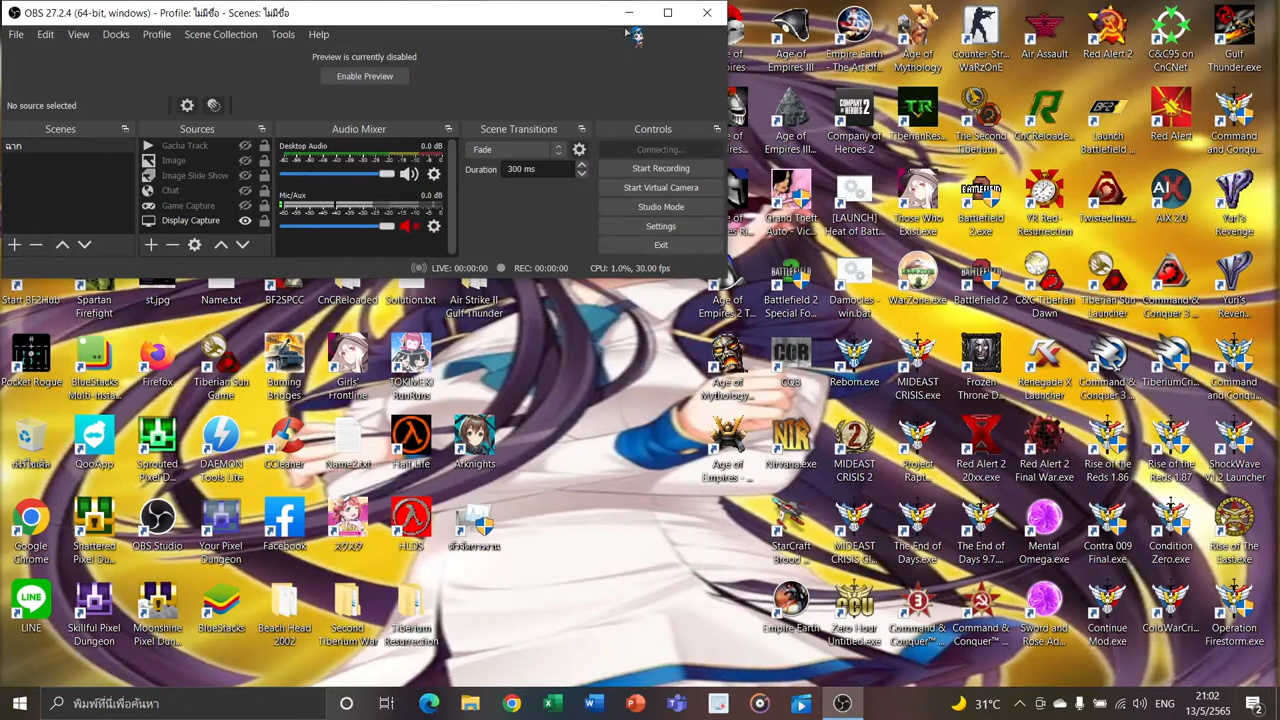 OBS 27.2.4 (64-bit, windows) - Profile: ไม่มีชื่อ - Scenes: ไม่มีชื่อ
File Edit View Docks Profile Scene Collection Tools Help
Preview is currently disabled
Enable Preview
No source selected
Scenes
ฉาก
Sources
Gacha Track
Image
Image Slide Show
Chat
Game Capture
Display Capture
Audio Mixer
Desktop Audio 0.0 dB
Mic/Aux 0.0 dB
Scene Transitions
Fade
Duration 300 ms
Controls
Connecting...
Start Recording
Start Virtual Camera
Studio Mode
Settings
Exit
LIVE: 00:00:00 REC: 00:00:00 CPU: 1.0%, 30.00 fps
Start BF2Hub
Spartan
Firefight
st.jpg
Name.txt
BF2SPCC
CnCReloaded
Solution.txt
Air Strike II
Gulf Thunder
Pocket Rogue
BlueStacks
Multi-Insta...
Firefox
Tiberian Sun
Game
Burning
Bridges
Girls'
Frontline
TOKIMEKI
RunRuns
QooApp
Sprouted
Pixel D...
DAEMON
Tools Lite
CCleaner
Name2.txt
Half Life
Arknights
Google
Chrome
Shattered
Pixel Du...
OBS Studio
Your Pixel
Dungeon
Facebook
スクスタ
HLDS
LINE
Skillful Pixel
Dung...
Moonshine
Pixel Dun...
BlueStacks
Beach Head
2002
Second
Tiberium War
Tiberium
Resurrection
Age of
Empires III
Empire Earth
- The Art of...
Age of
Mythology
Counter-Str...
WaRzOnE
Air Assault
Red Alert 2
C&C95 on
CnCNet
Gulf
Thunder.exe
Age of
Empires III...
Company of
Heroes 2
TiberianRes...
The Second
Tiberium W...
CnCReloade...
Launch
Battlefield ...
Red Alert
Command
and Conqu...
Grand Theft
Auto - Vic...
[LAUNCH]
Heat of Batt...
Those Who
Exist.exe
Battlefield
2.exe
YR Red-
Resurrection
TwistedInsu...
AIX 2.0
Yuri's
Revenge
Age of
Empires 2 T...
Battlefield 2
Special Fo...
Damocles -
win.bat
WarZone.exe
Battlefield 2
C&C Tiberian
Dawn
Tiberian Sun
Launcher
Command &
Conquer 3 ...
Yuri's
Reven...
Age of
Mythology...
CQB
Reborn.exe
MIDEAST
CRISIS.exe
Frozen
Throne D...
Renegade X
Launcher
Command &
Conquer 3 ...
TiberiumCri...
Command
and Conqu...
Age of
Empires - ...
Nirvana.exe
MIDEAST
CRISIS 2
Project
Rapt...
Red Alert 2
20xx.exe
Red Alert 2
Final War.exe
Rise of the
Reds 1.86
Rise of the
Reds 1.87
ShockWave
V1.2 Launcher
StarCraft
Brood ...
MIDEAST
CRISIS Gl...
The End of
Days.exe
The End of
Days 9.7...
Mental
Omega.exe
Contra 009
Final.exe
Condition
Zero.exe
Rise of The
East.exe
Empire Earth
Zero Hour
Untitled.exe
Command &
Conquer™ ...
Command &
Conquer™ ...
Sword and
Rose Ad...
Continue
Mod.exe
ColdWarCri...
Operation
Firestorm.exe
พิมพ์ที่นี่เพื่อค้นหา
31°C
ENG
21:02
13/5/2565